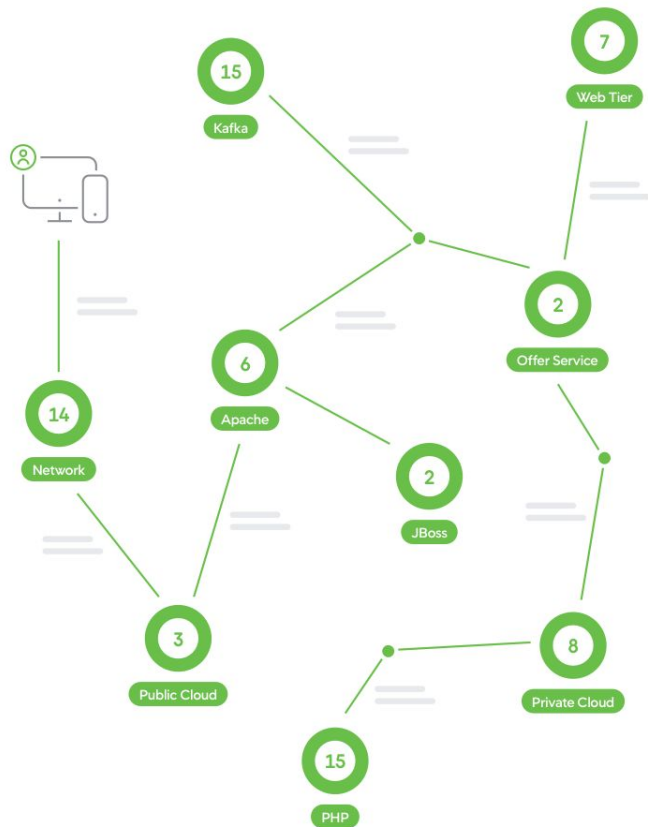 7
Web Tier
15
Kafka
2
Offer Service
6
Apache
14
Network
2
JBoss
3
Public Cloud
8
Private Cloud
15
PHP